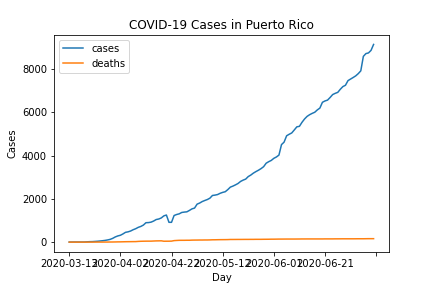 COVID-19 Cases in Puerto Rico
cases
deaths
8000
6000
4000
2000
0
Cases
2020-03-13 2020-04-02 2020-04-22 2020-05-12 2020-06-01 2020-06-21
Day